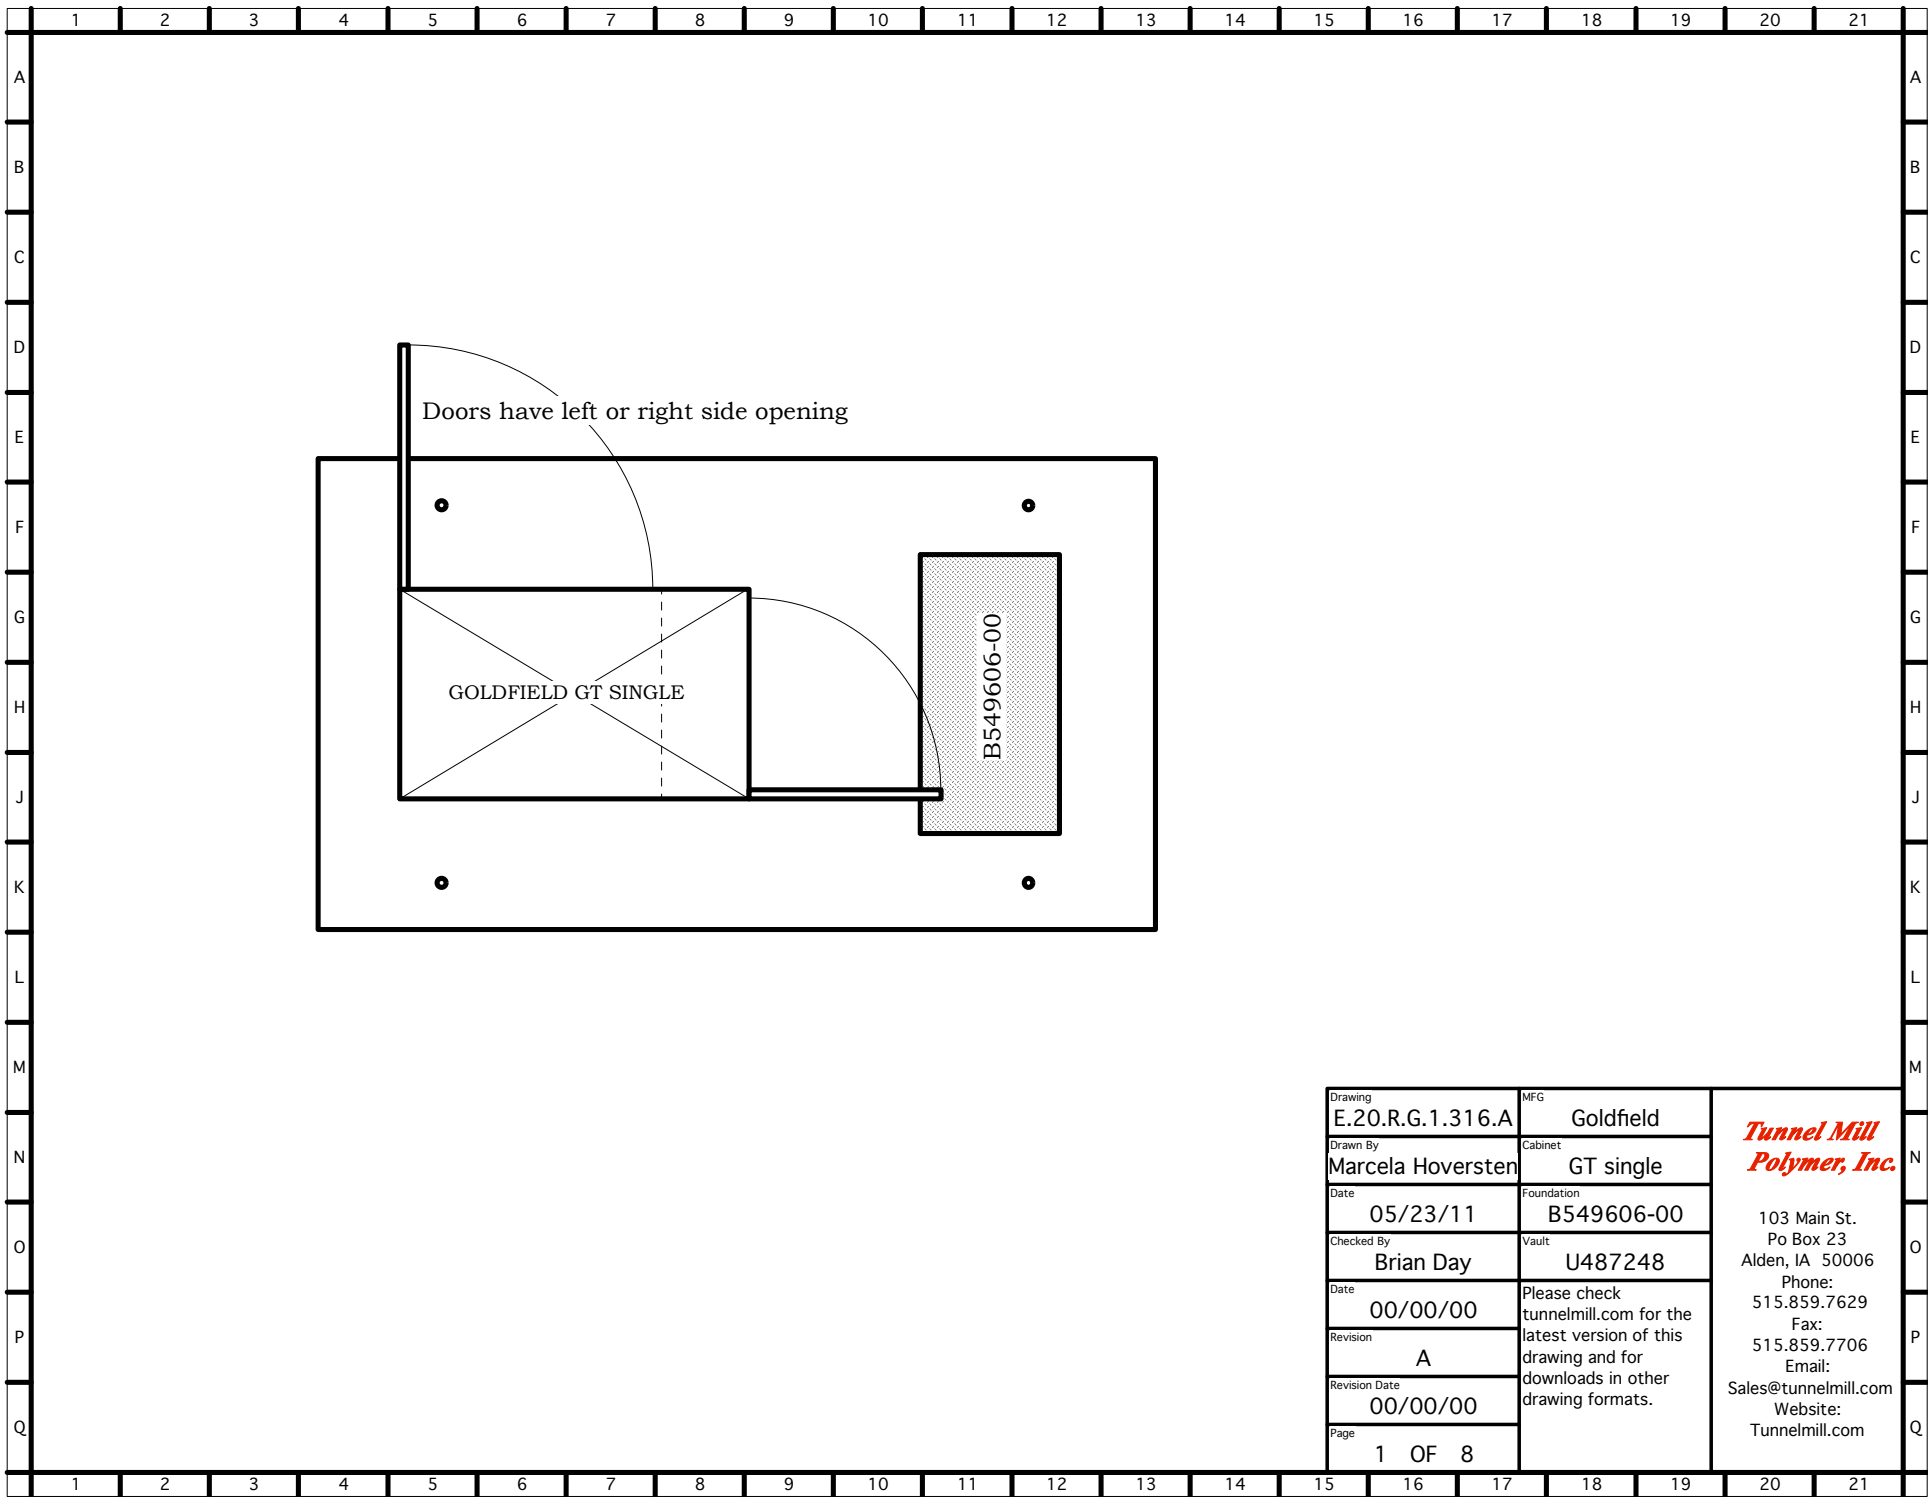 1 2 3 4 5 6 7 8 9 10 11 12 13 14 15 16 17 18 19 20 21
A A
B B
C C
D D
Doors have left or right side opening
E E
F F
G G
GOLDFIELD GT SINGLE
B549606-00
H H
J J
K K
L L
M M
N N
O O
P P
Q Q
Drawing
E.20.R.G.1.316.A
MFG
Goldfield
Drawn By
Marcela Hoversten
Cabinet
GT single
Date
05/23/11
Foundation
B549606-00
Checked By
Brian Day
Vault
U487248
Date
00/00/00
Revision
A
Revision Date
00/00/00
Page
1 OF 8
Please check
tunnelmill.com for the
latest version of this
drawing and for
downloads in other
drawing formats.
Tunnel Mill
Polymer, Inc.
103 Main St.
Po Box 23
Alden, IA 50006
Phone:
515.859.7629
Fax:
515.859.7706
Email:
Sales@tunnelmill.com
Website:
Tunnelmill.com
1 2 3 4 5 6 7 8 9 10 11 12 13 14 15 16 17 18 19 20 21